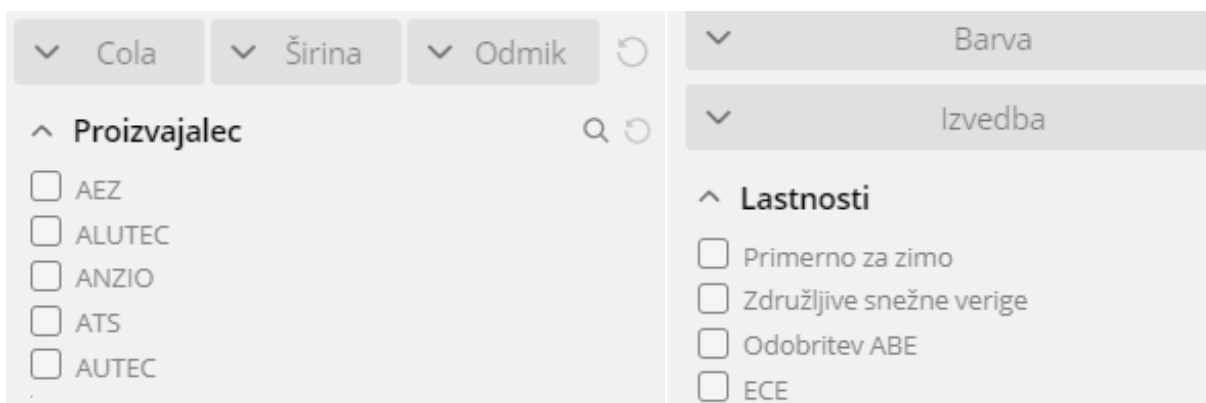 Cola Širina Odmik
Proizvajalec
AEZ
ALUTEC
ANZIO
ATS
AUTEC
Barva
Izvedba
Lastnosti
Primerno za zimo
Združljive snežne verige
Odobritev ABE
ECE